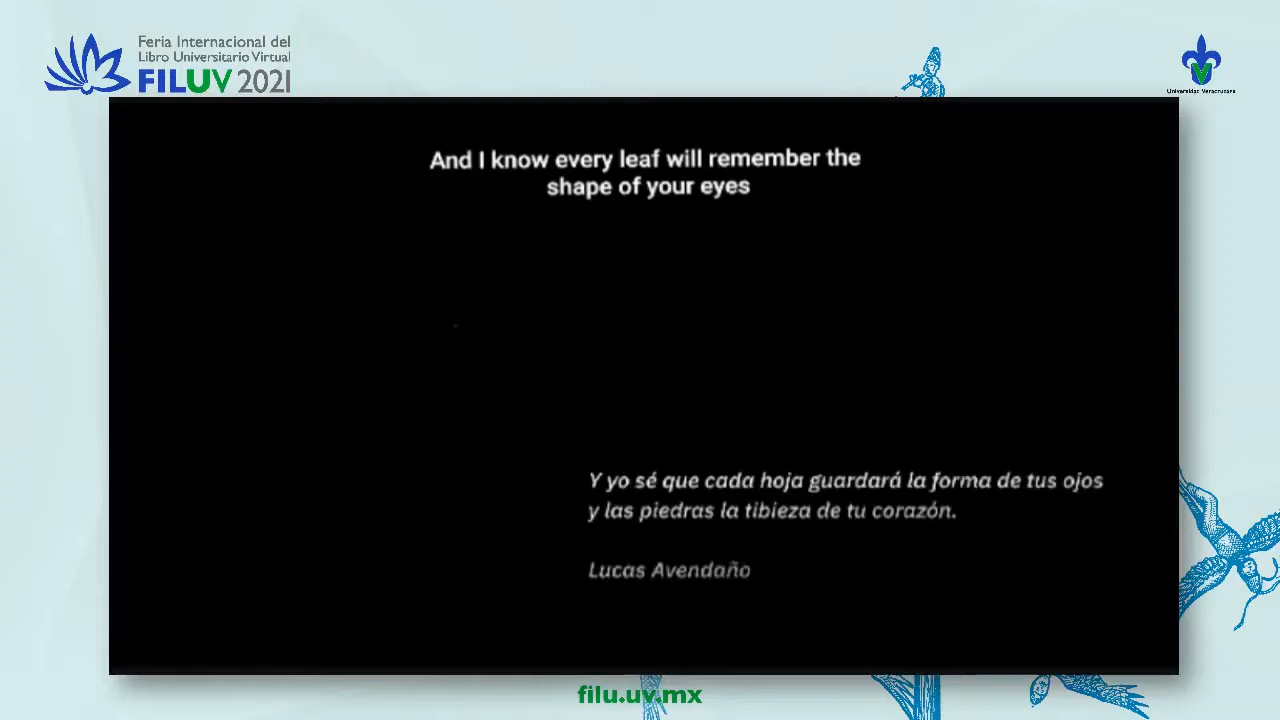 Feria Internacional del
Libro Universitario Virtual
FILUV 2021
Universidad Veracruzana
And I know every leaf will remember the
shape of your eyes
Y yo sé que cada hoja guardará la forma de tus ojos
y las piedras la tibieza de tu corazón.
Lucas Avendaño
filu.uv.mx